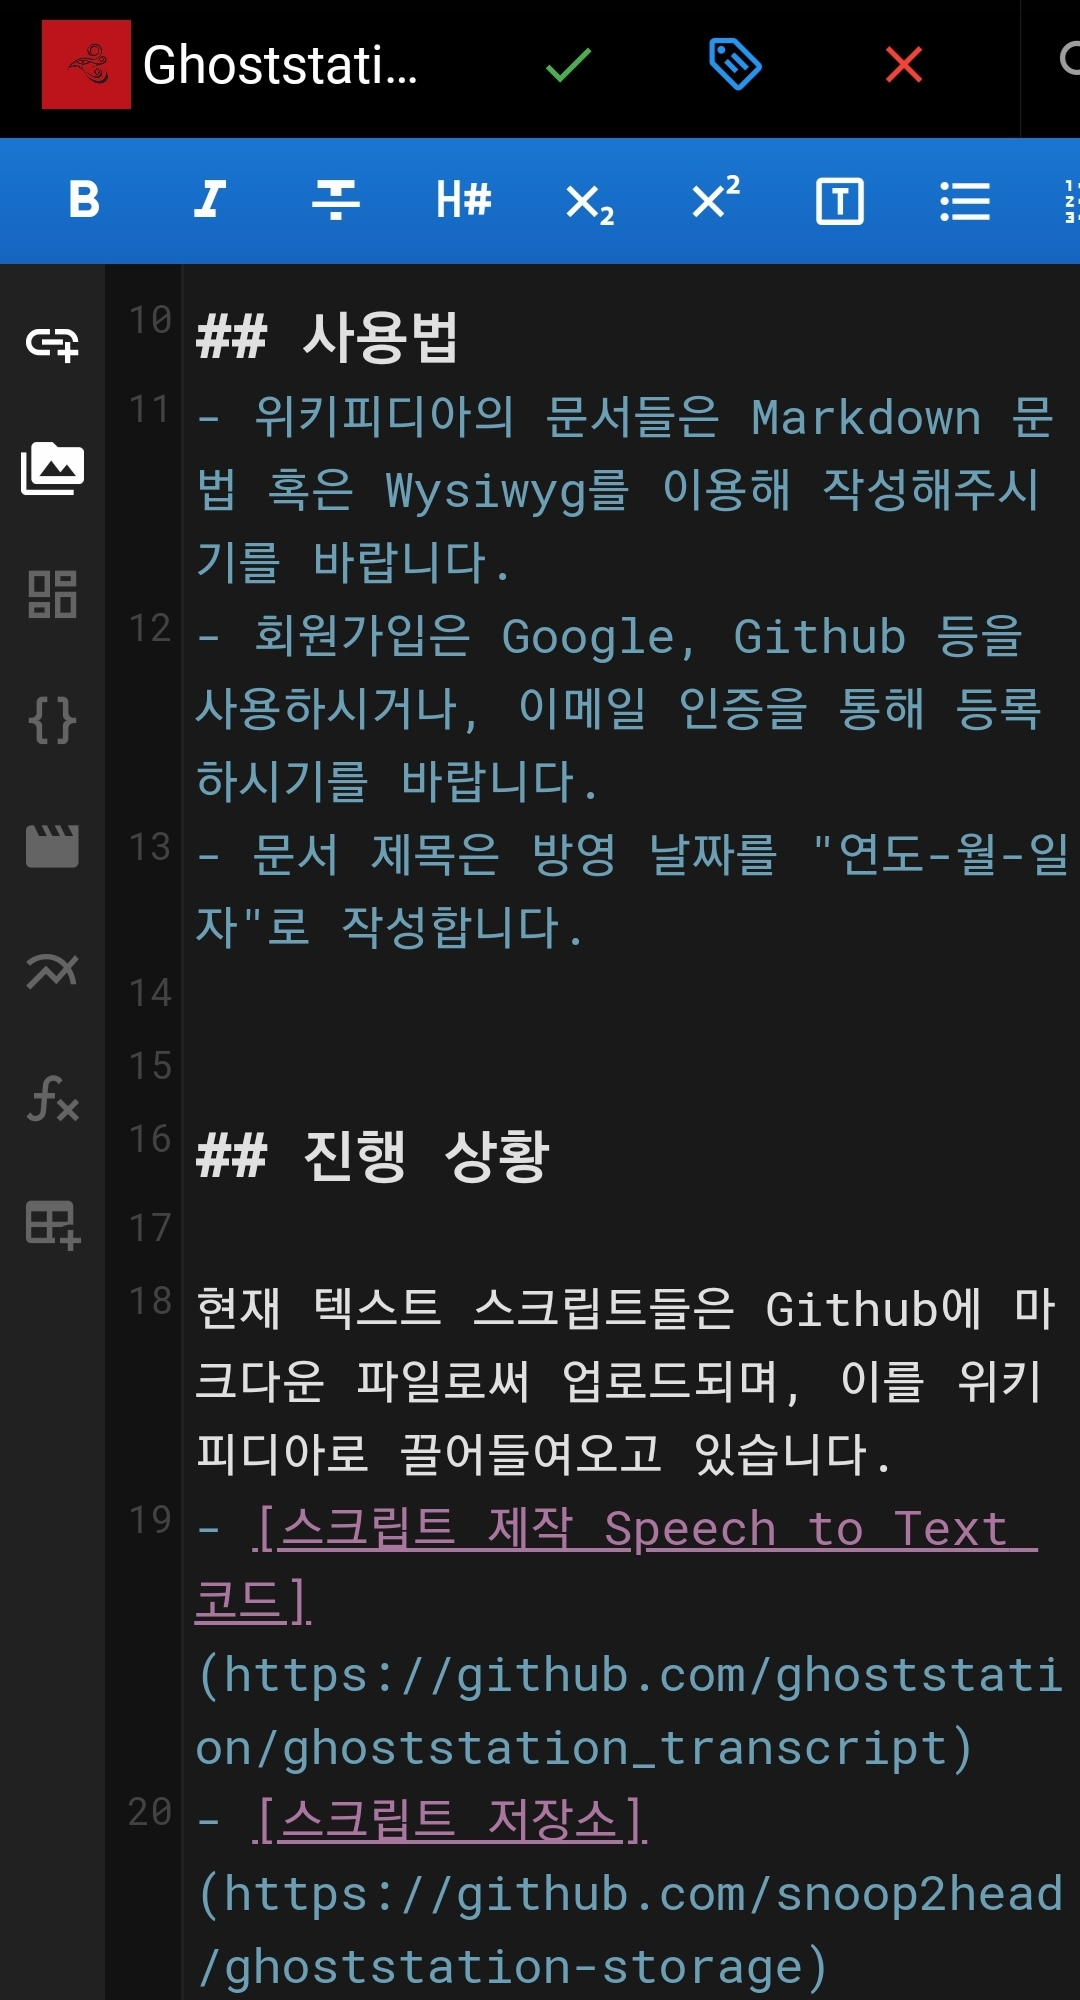 Ghoststati...
B I S H# X₂ X² T
10 ## 사용법
11 - 위키피디아의 문서들은 Markdown 문
법 혹은 Wysiwyg를 이용해 작성해주시
기를 바랍니다.
12 - 회원가입은 Google, Github 등을
사용하시거나, 이메일 인증을 통해 등록
하시기를 바랍니다.
13 - 문서 제목은 방영 날짜를 "연도-월-일
자"로 작성합니다.
14
15
16 ## 진행 상황
17
18 현재 텍스트 스크립트들은 Github에 마
크다운 파일로써 업로드되며, 이를 위키
피디아로 끌어들여오고 있습니다.
19 - [스크립트 제작 Speech to Text
코드]
(https://github.com/ghoststati
on/ghoststation_transcript)
20 - [스크립트 저장소]
(https://github.com/snoop2head
/ghoststation-storage)